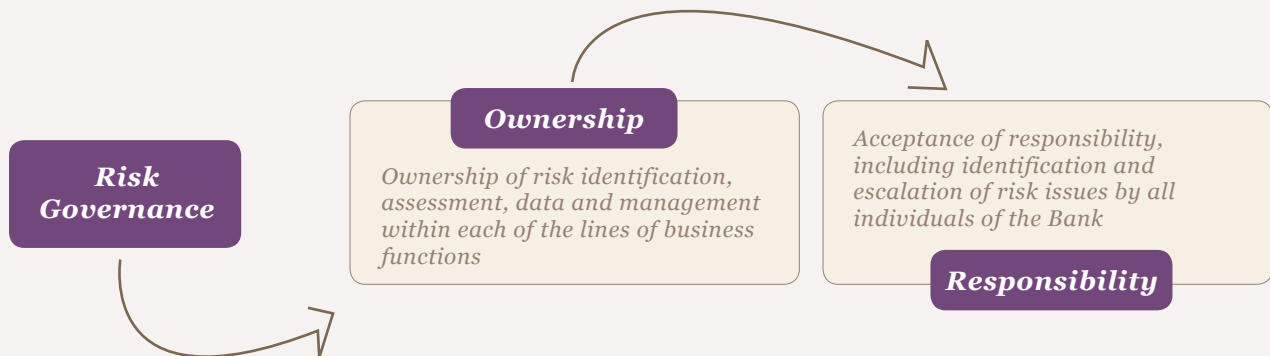 Risk
Governance
Ownership
Ownership of risk identification,
assessment, data and management
within each of the lines of business
functions
Acceptance of responsibility,
including identification and
escalation of risk issues by all
individuals of the Bank
Responsibility